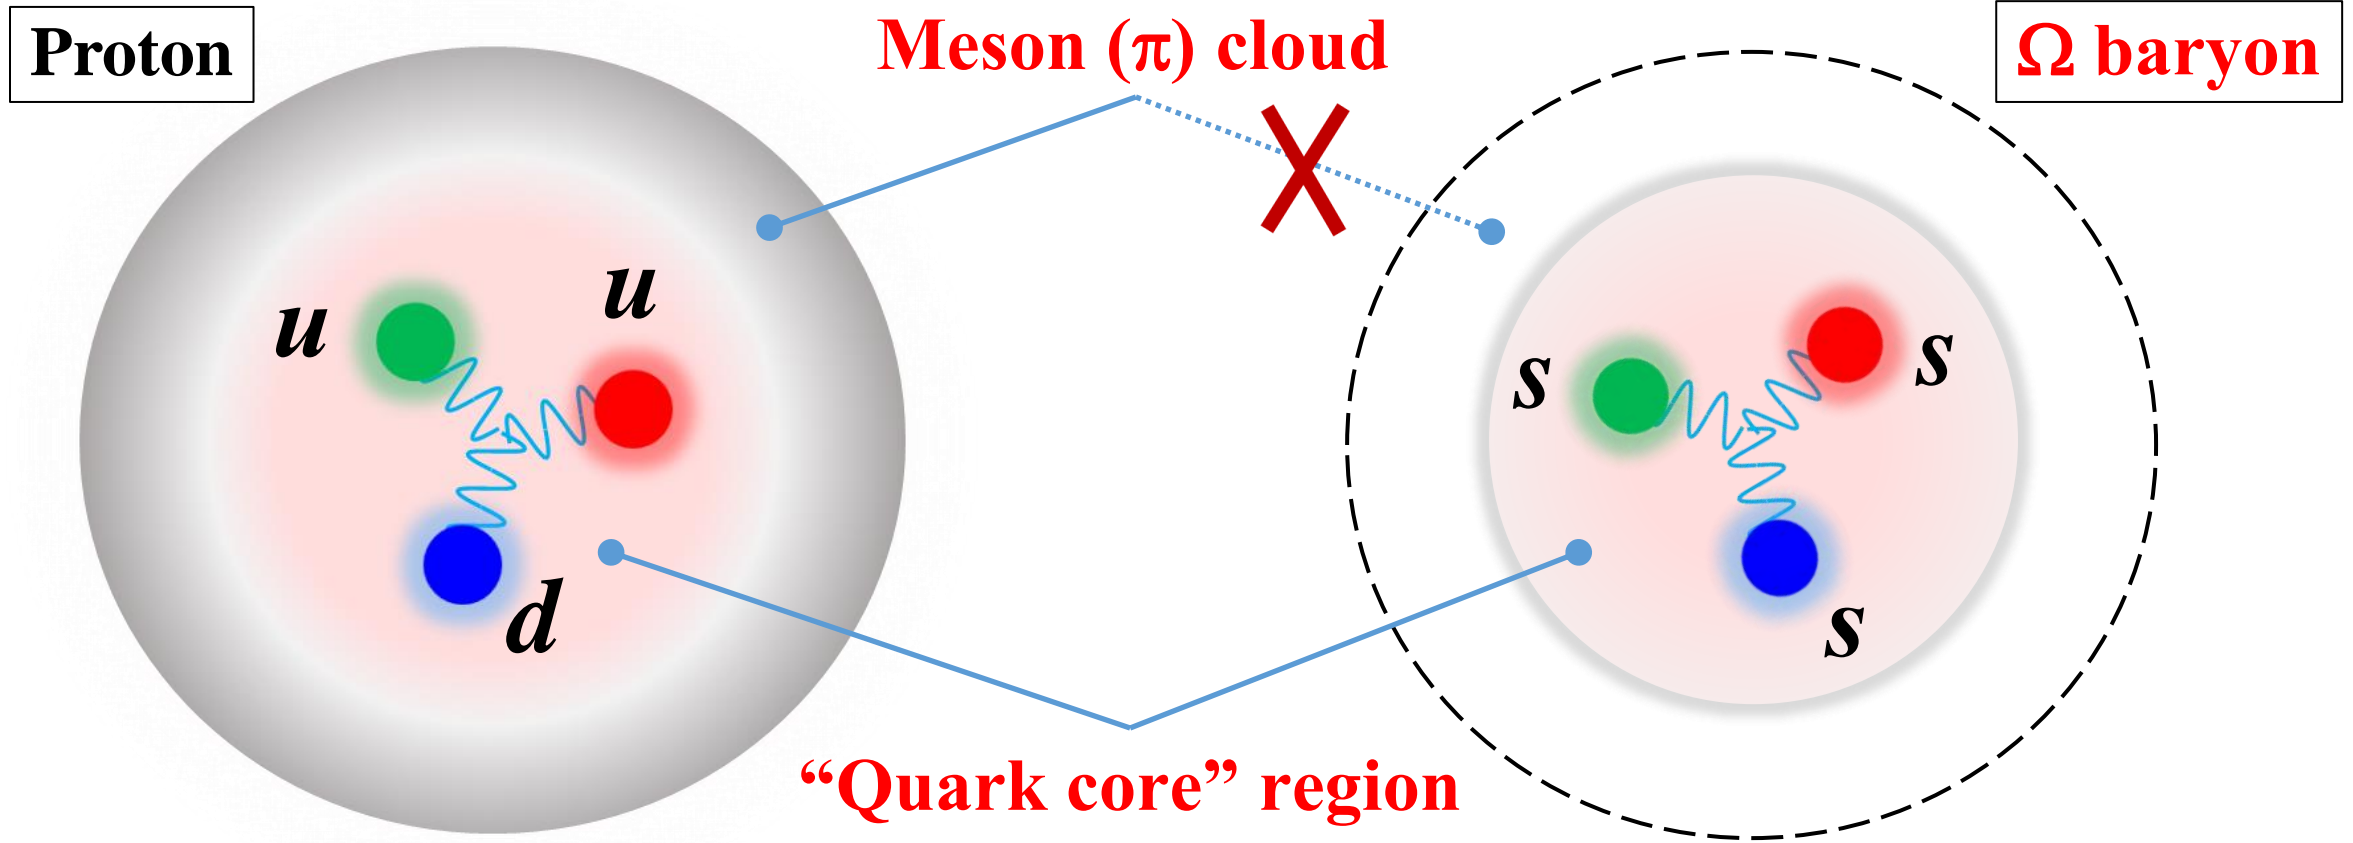 Proton
Meson (π) cloud
Ω baryon
u
u
d
s
s
s
“Quark core” region